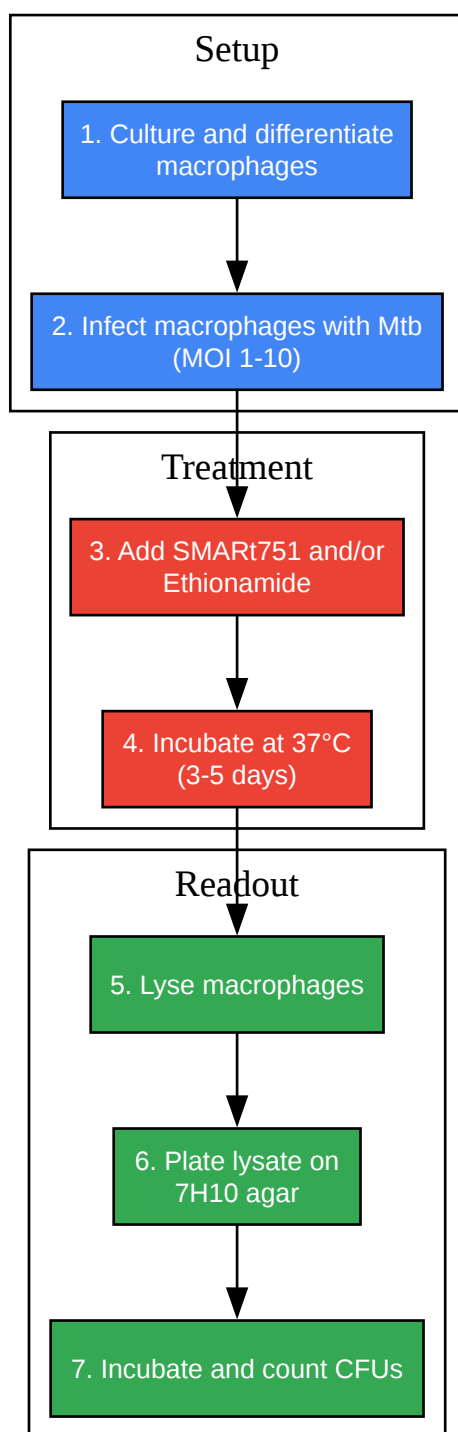 Setup
1. Culture and differentiate
macrophages
2. Infect macrophages with Mtb
(MOI 1-10)
Treatment
3. Add SMARt751 and/or
Ethionamide
4. Incubate at 37°C
(3-5 days)
Readout
5. Lyse macrophages
6. Plate lysate on
7H10 agar
7. Incubate and count CFUs